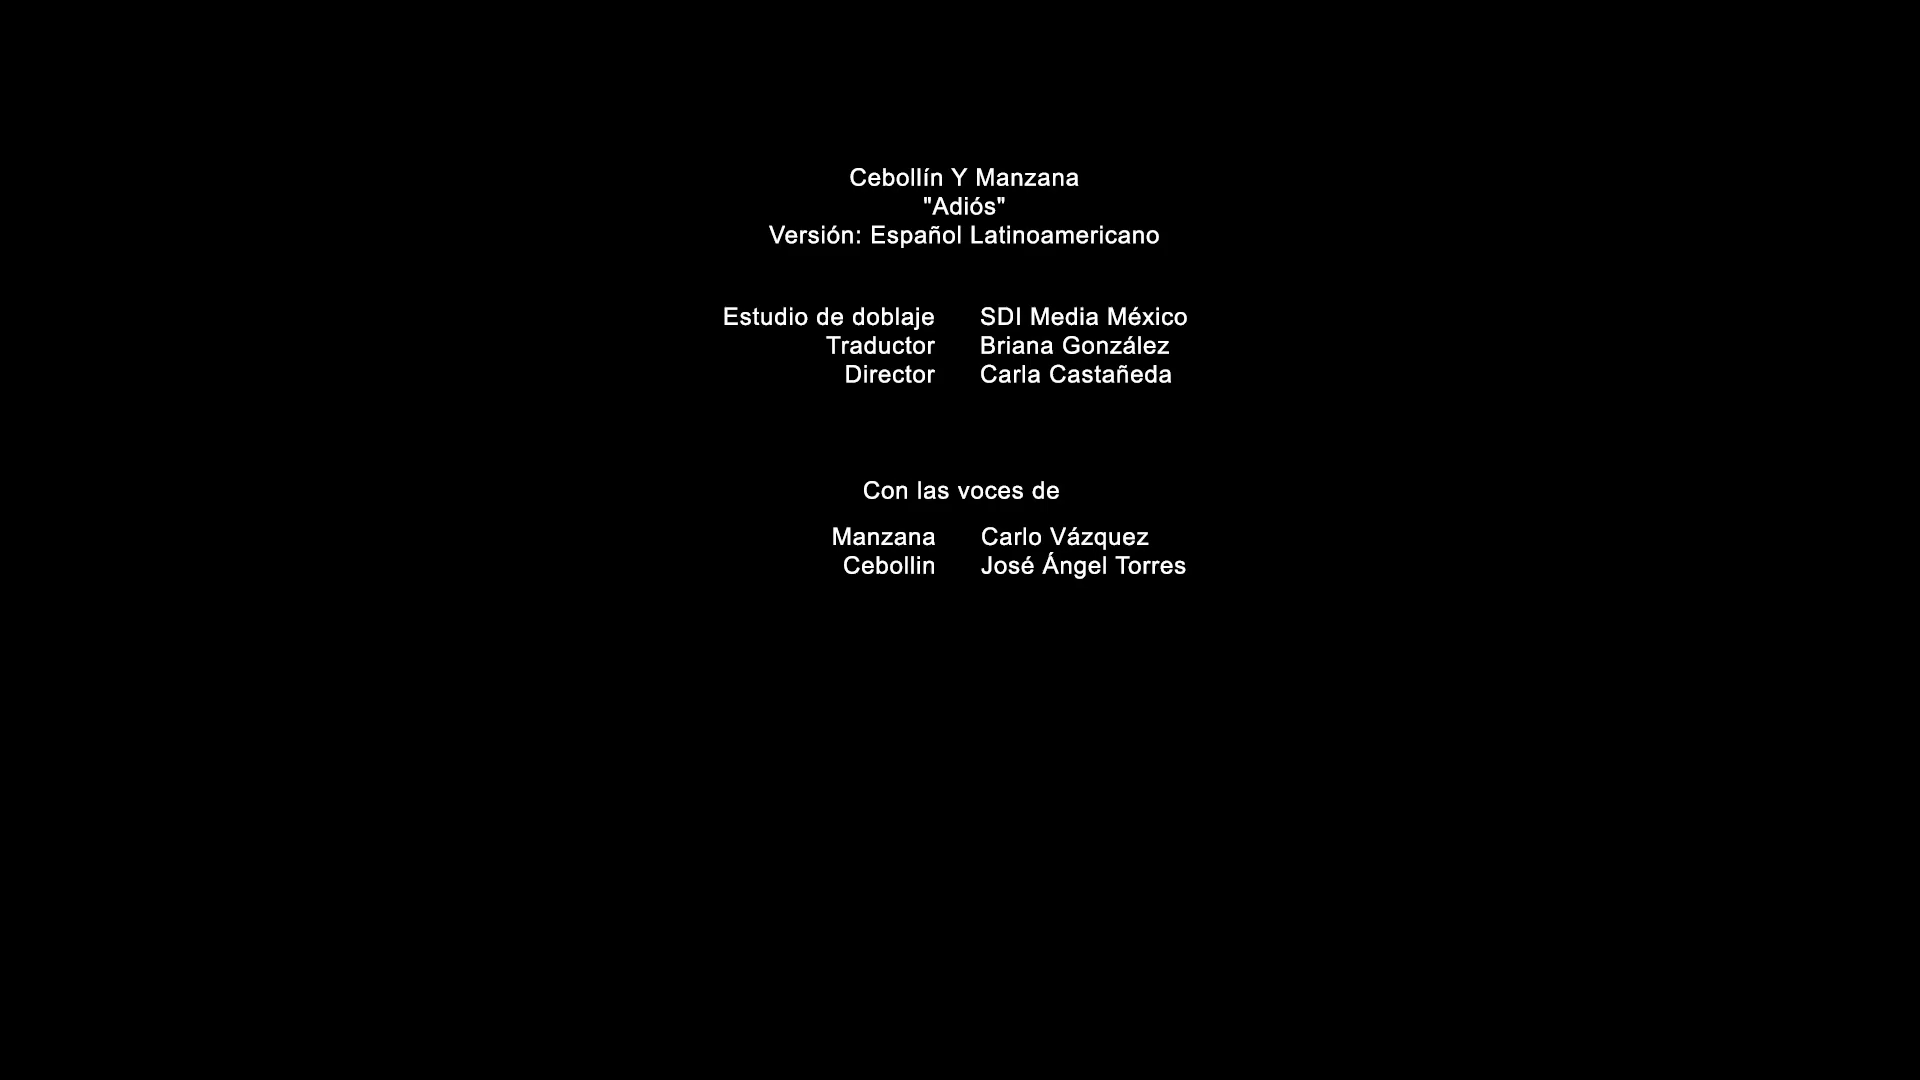 Cebollín Y Manzana
"Adiós"
Versión: Español Latinoamericano
Estudio de doblaje SDI Media México
Traductor Briana González
Director Carla Castañeda
Con las voces de
Manzana Carlo Vázquez
Cebollin José Ángel Torres